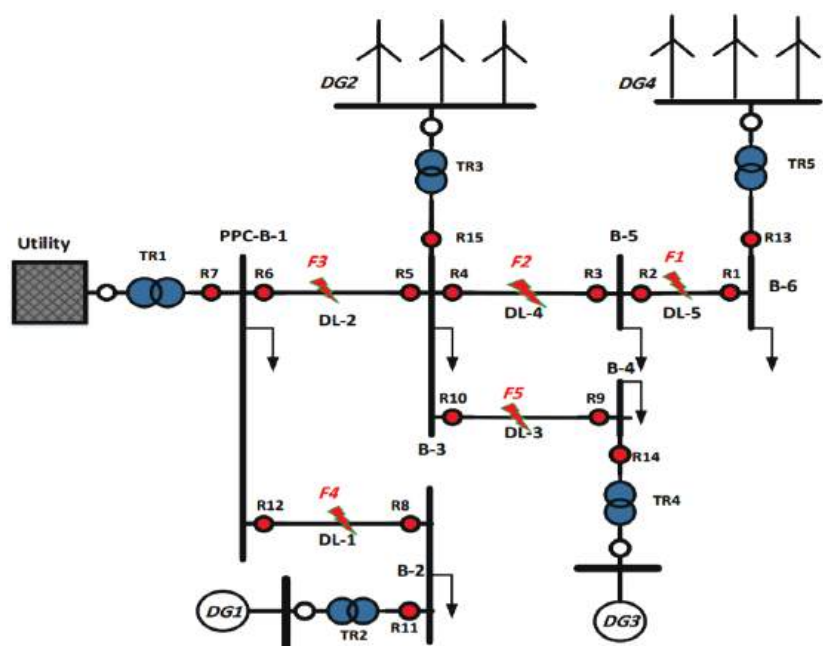 DG2
DG4
TR3
TR5
Utility
TR1
PPC-B-1
R15
B-5
R13
R7
R6
F3
R5
R4
F2
R3
R2
F1
R1
B-6
DL-2
DL-4
DL-5
B-4
R10
F5
R9
DL-3
B-3
R14
R12
F4
R8
DL-1
TR4
B-2
DG1
TR2
R11
DG3